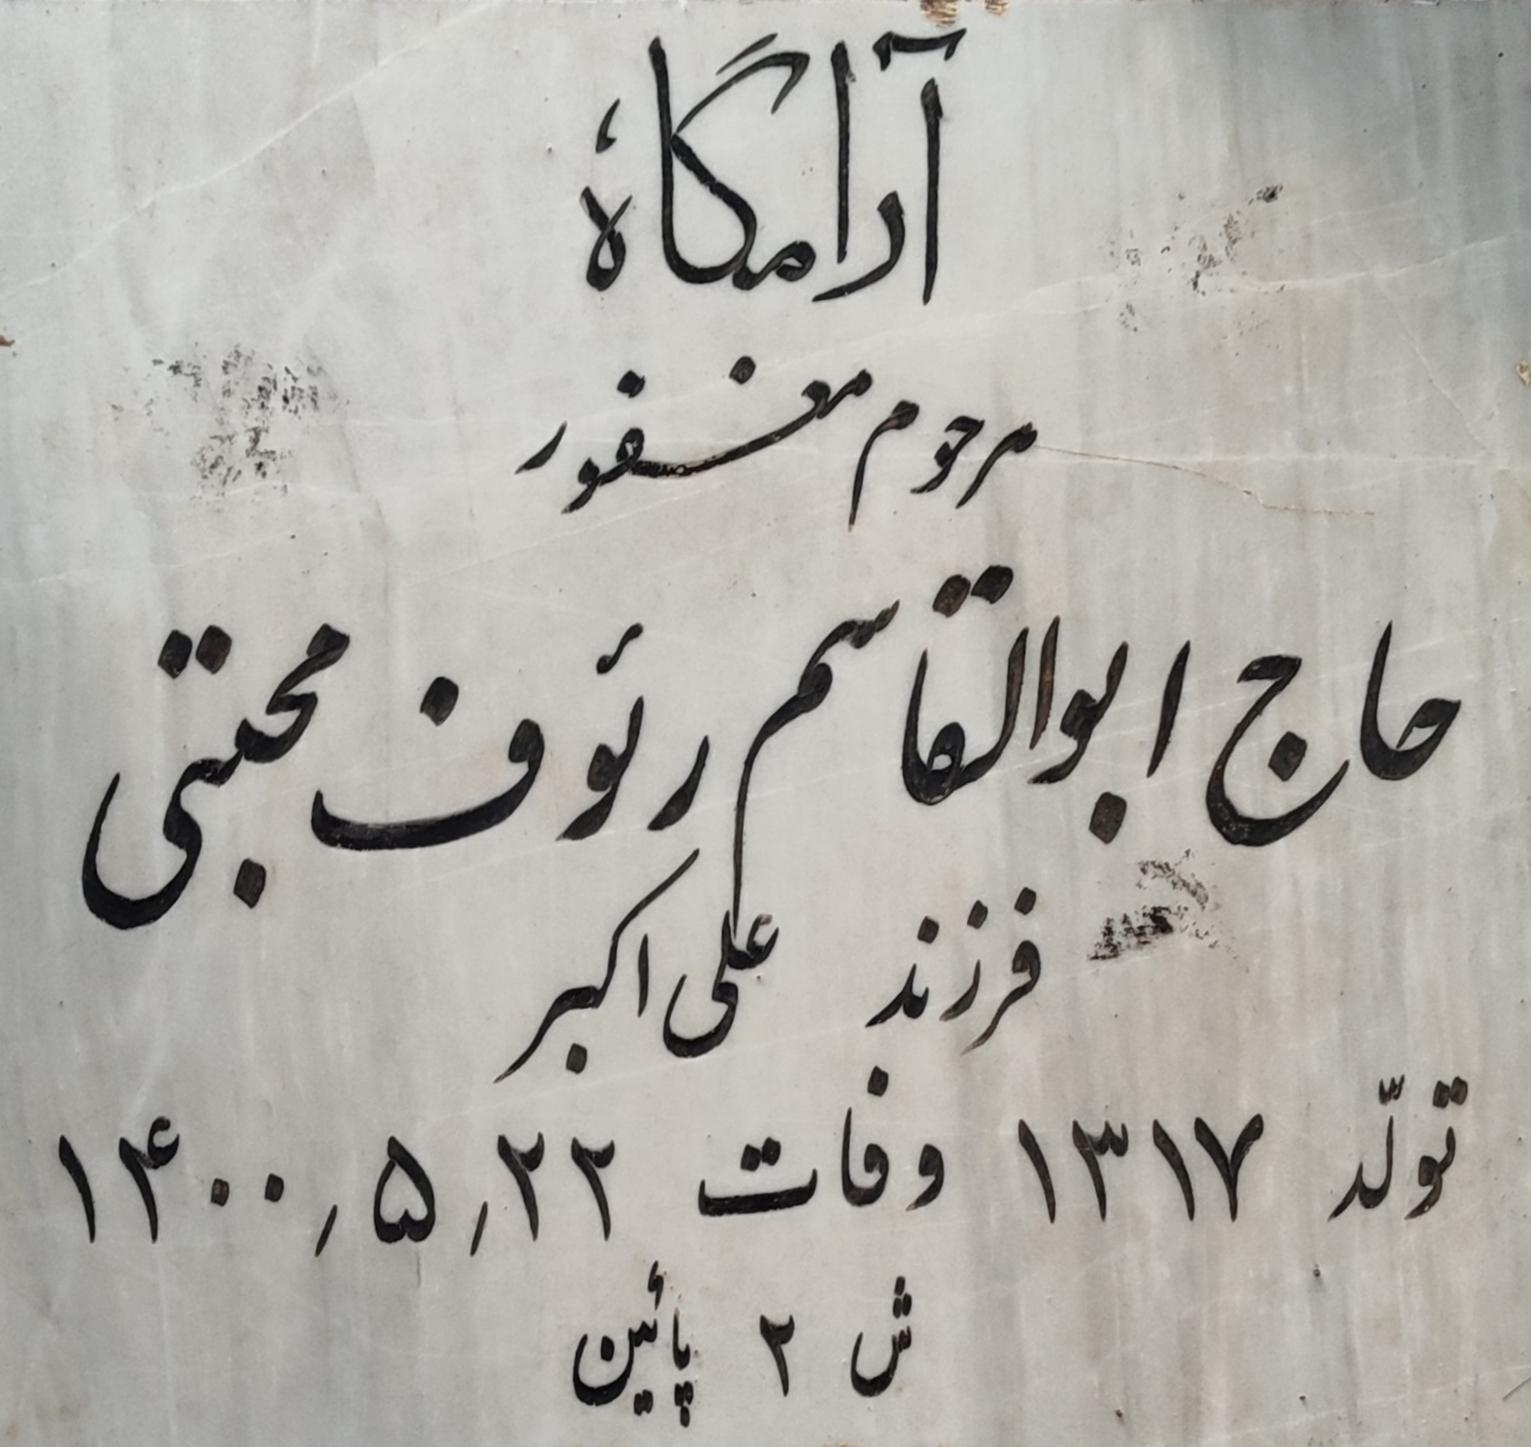 آرامگاهٔ
مرحوم مغفور
حاج ابوالقاسم رئوف مجتبی
فرزند علی اکبر
تولّد ۱۳۱۷ وفات ۲۲٫۵٫۱۴۰۰
ش ۲ پائین